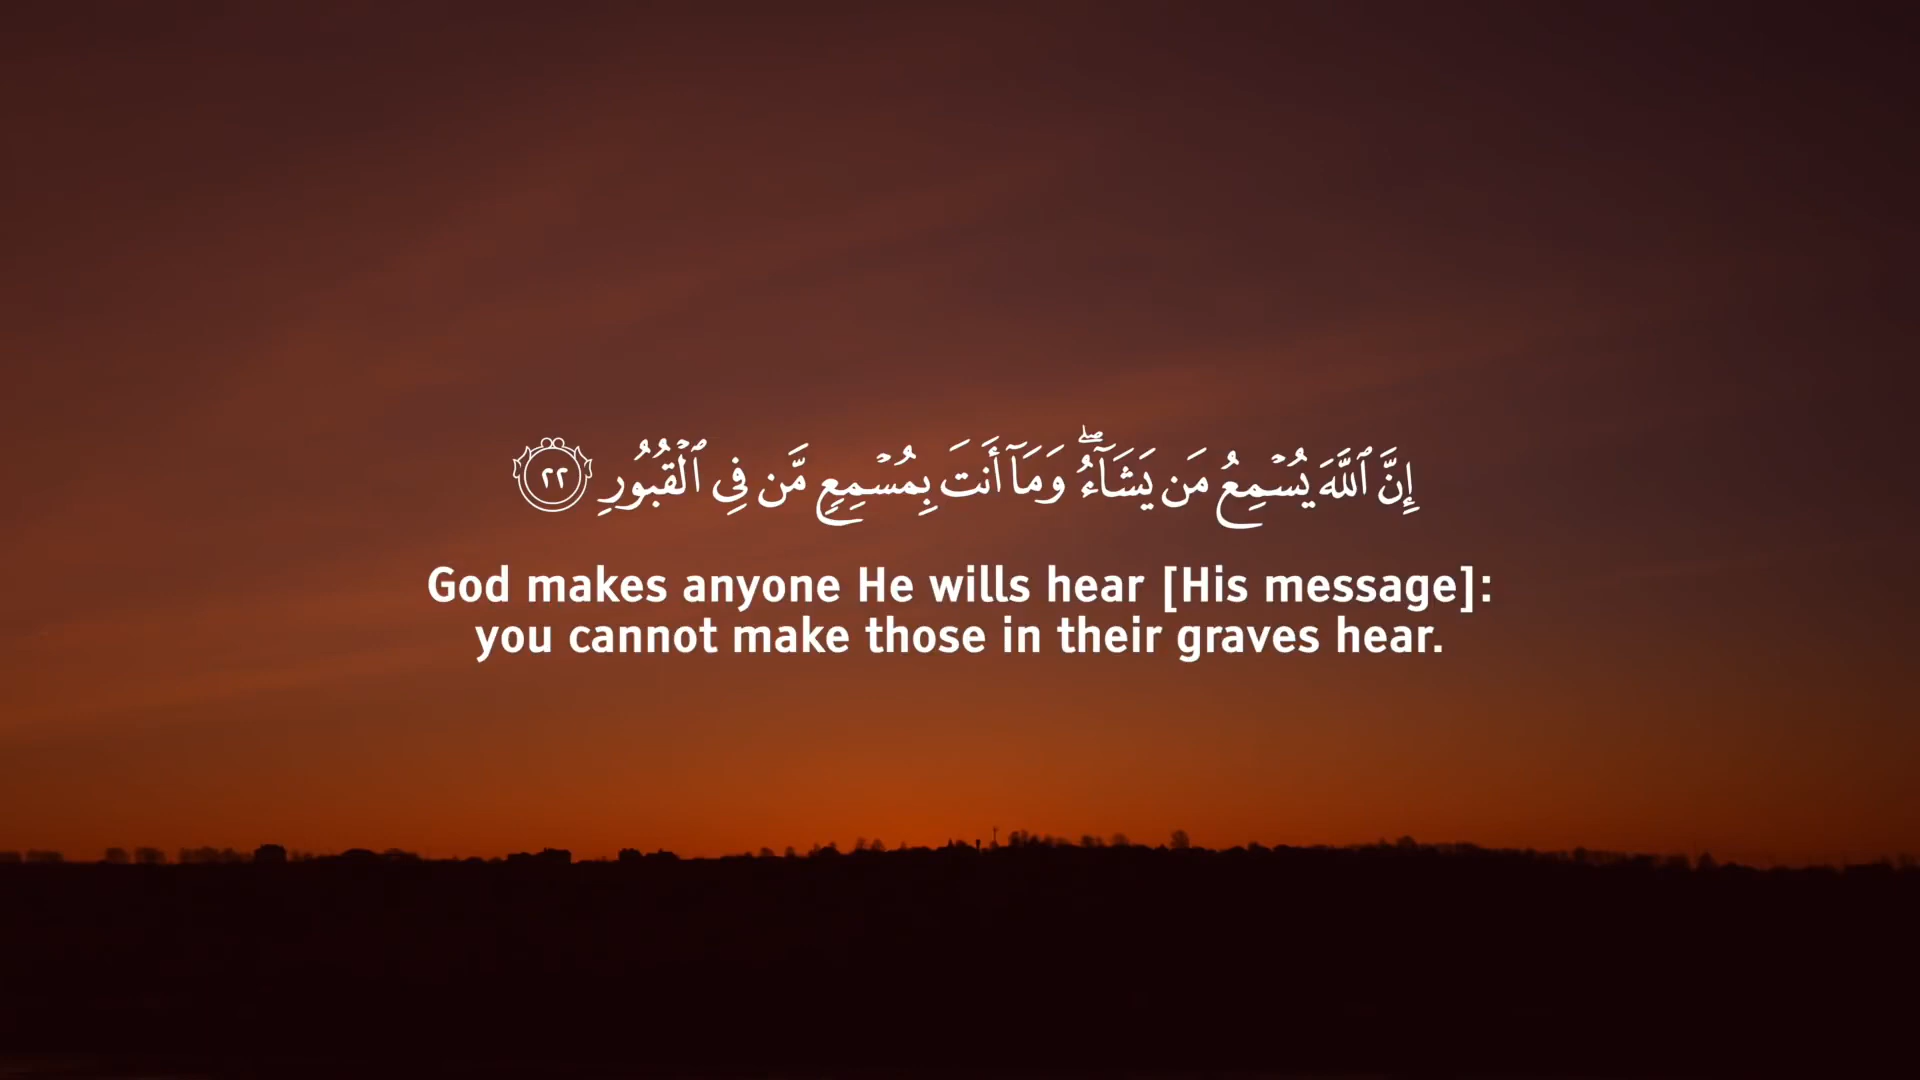 إِنَّ ٱللَّهَ يُسْمِعُ مَن يَشَآءُ ۖ وَمَآ أَنتَ بِمُسْمِعٍ مَّن فِى ٱلْقُبُورِ ٢٢
God makes anyone He wills hear [His message]:
you cannot make those in their graves hear.